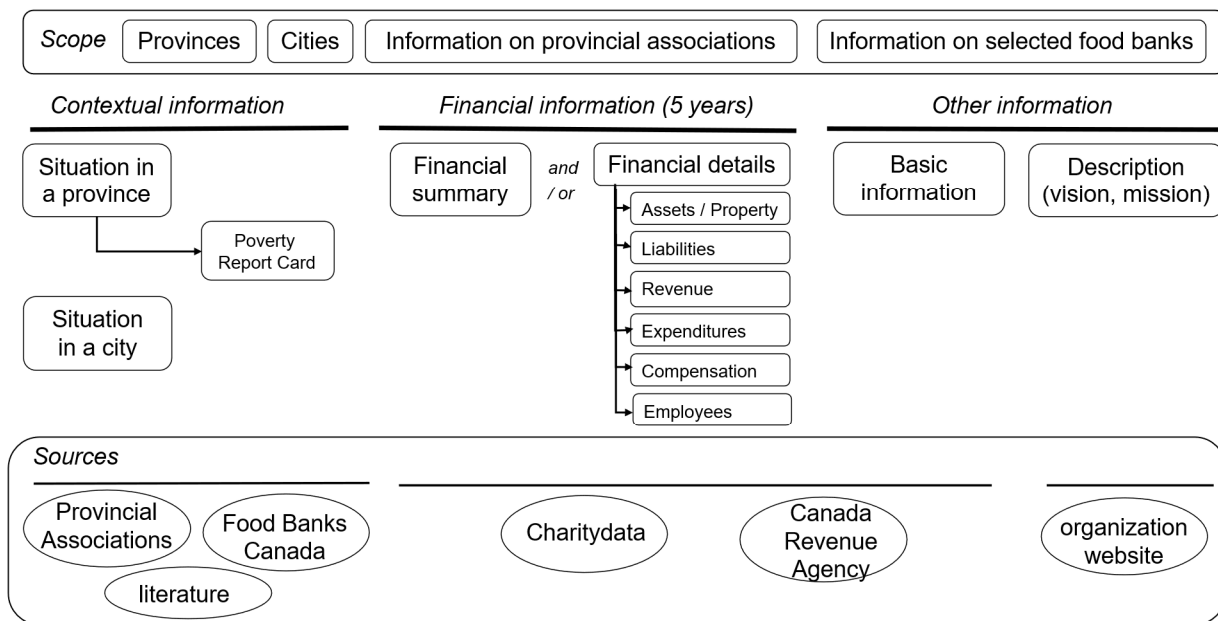 Scope
Provinces
Cities
Information on provincial associations
Information on selected food banks
Contextual information
Financial information (5 years)
Other information
Situation in
a province
Poverty
Report Card
Situation
in a city
Financial
summary
and
/ or
Financial details
Assets / Property
Liabilities
Revenue
Expenditures
Compensation
Employees
Basic
information
Description
(vision, mission)
Sources
Provincial
Associations
Food Banks
Canada
literature
Charitydata
Canada
Revenue
Agency
organization
website